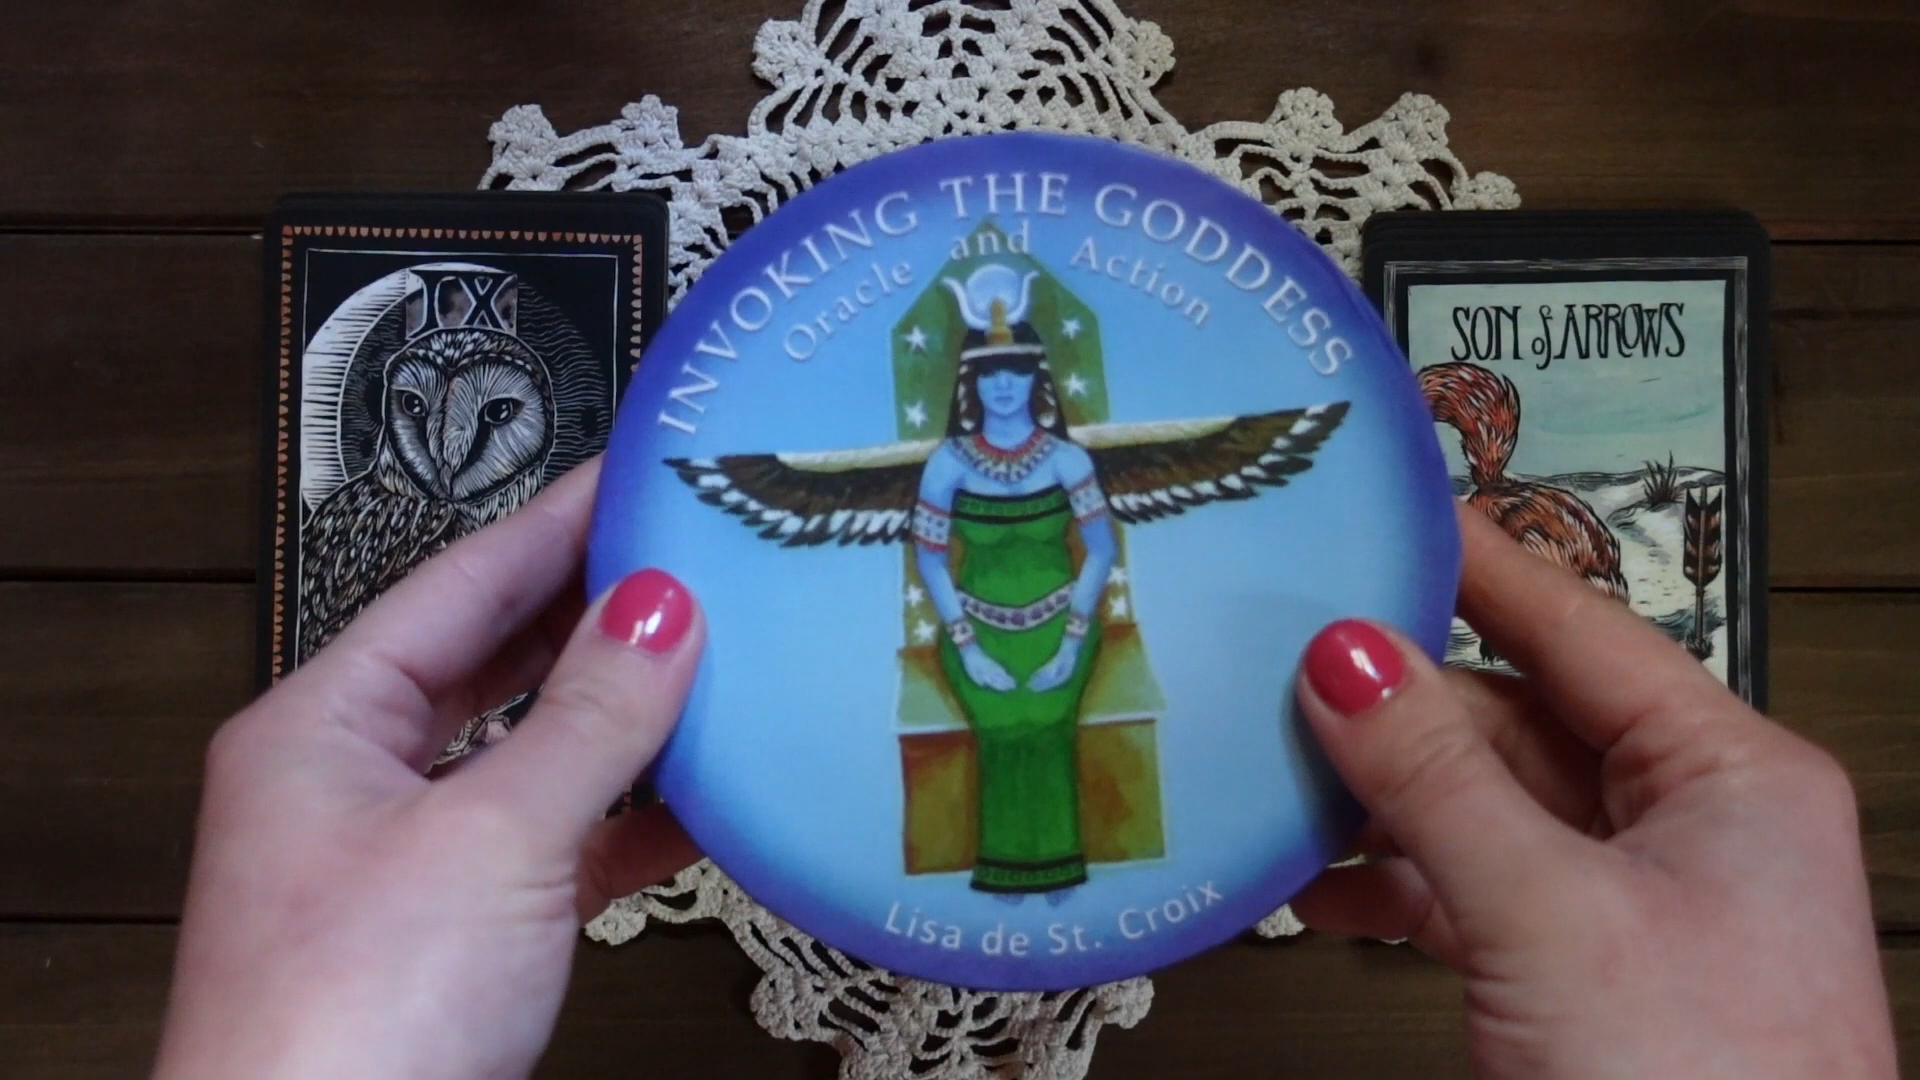 INVOKING THE GODDESS
Oracle and Action
Lisa de St. Croix
IX
SON of ARROWS